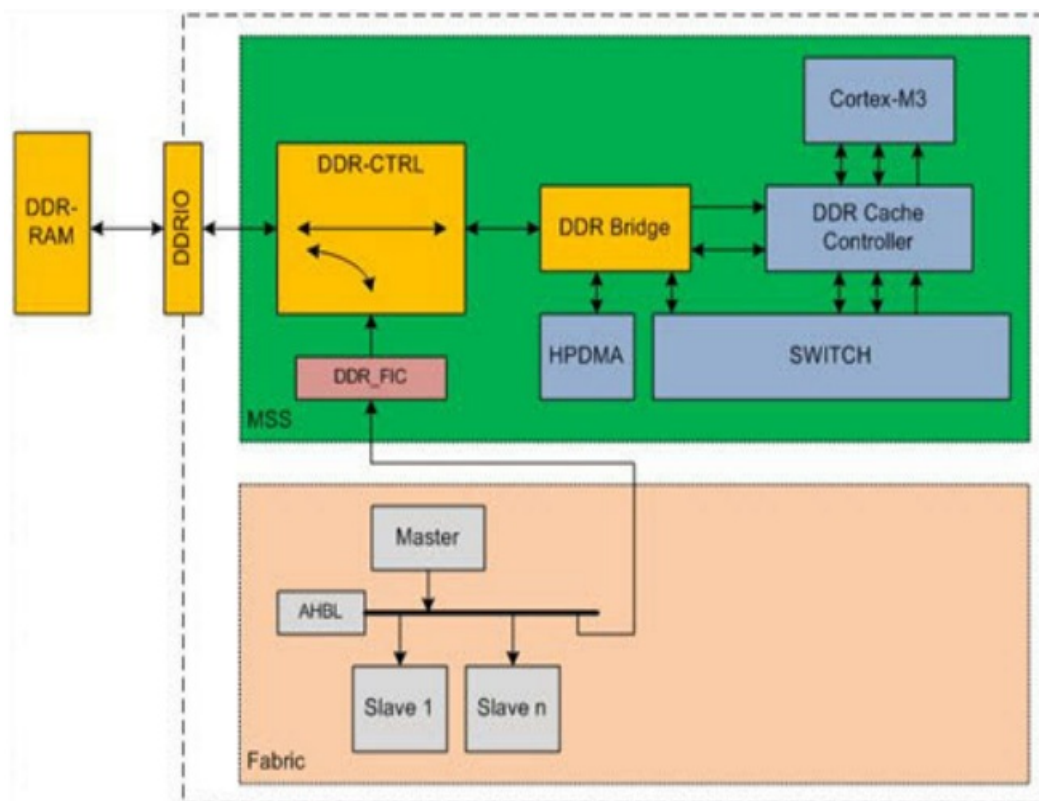 Cortex-M3
DDR-
RAM
DDRIO
DDR-CTRL
DDR Bridge
DDR Cache
Controller
HPDMA
SWITCH
DDR_FIC
MSS
Master
AHBL
Slave 1
Slave n
Fabric